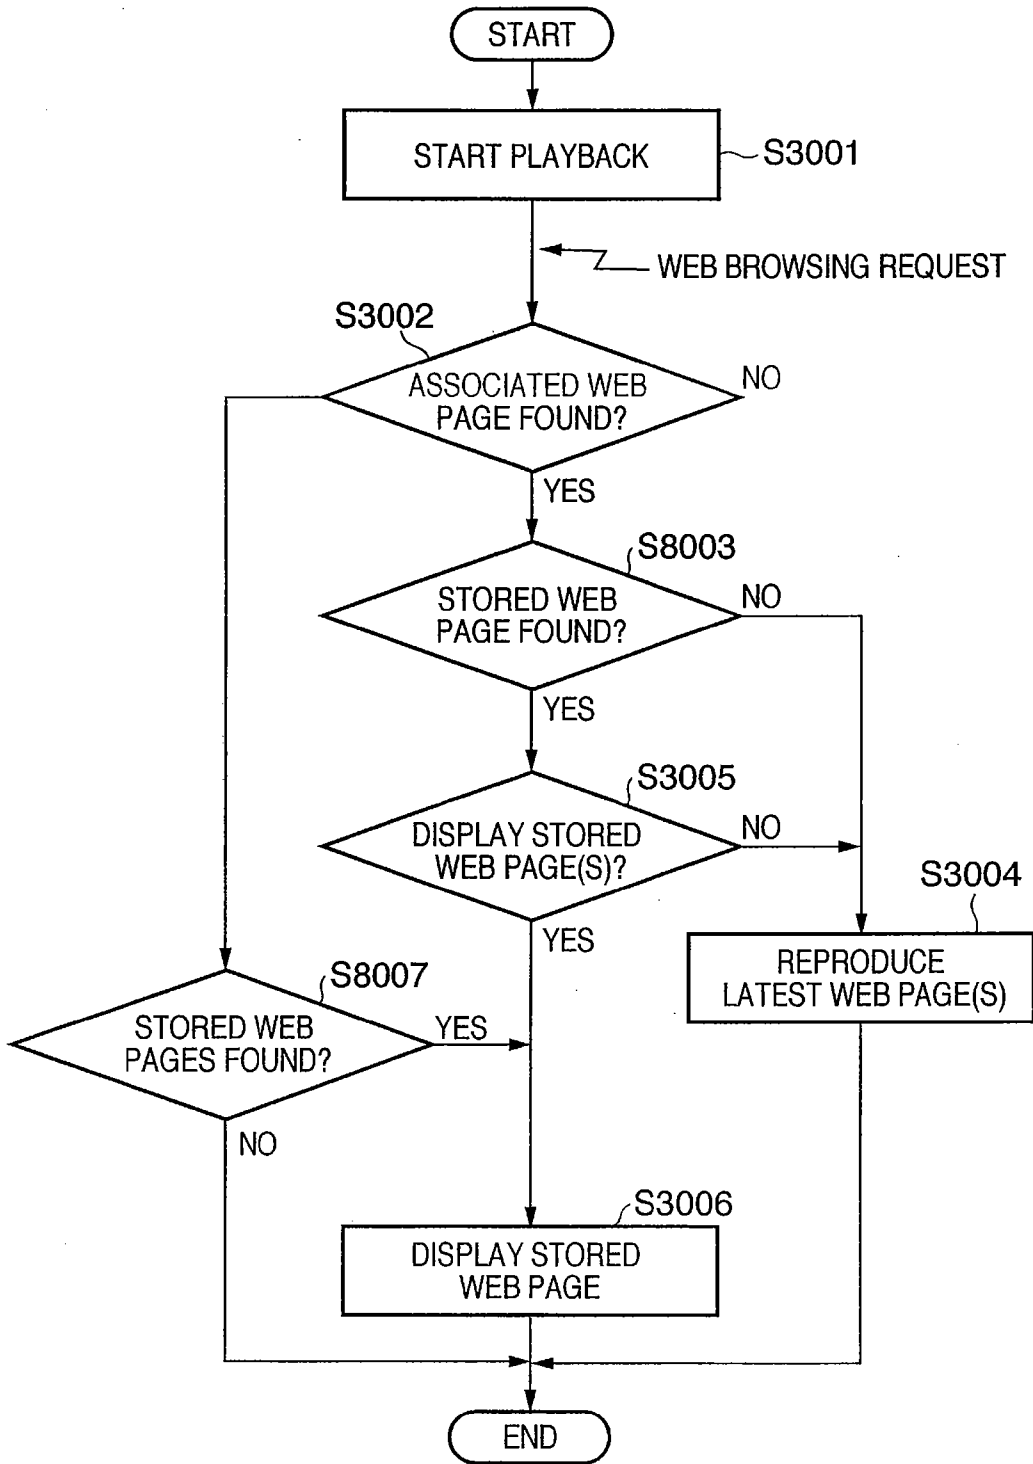 START
START PLAYBACK
S3001
WEB BROWSING REQUEST
S3002
ASSOCIATED WEB
PAGE FOUND?
NO
YES
S8003
STORED WEB
PAGE FOUND?
NO
YES
S3005
DISPLAY STORED
WEB PAGE(S)?
NO
YES
S3004
REPRODUCE
LATEST WEB PAGE(S)
S8007
STORED WEB
PAGES FOUND?
YES
NO
S3006
DISPLAY STORED
WEB PAGE
END